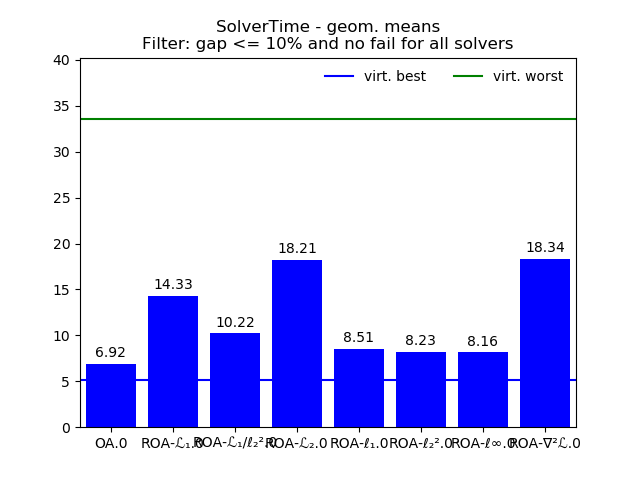 SolverTime - geom. means
Filter: gap <= 10% and no fail for all solvers
virt. best virt. worst
40
35
30
25
20
15
10
5
0
6.92 14.33 10.22 18.21 8.51 8.23 8.16 18.34
OA.0 ROA-ℒ₁.0 ROA-ℒ₁/ℓ₂².0 ROA-ℒ₂.0 ROA-ℓ₁.0 ROA-ℓ₂².0 ROA-ℓ∞.0 ROA-∇²ℒ.0